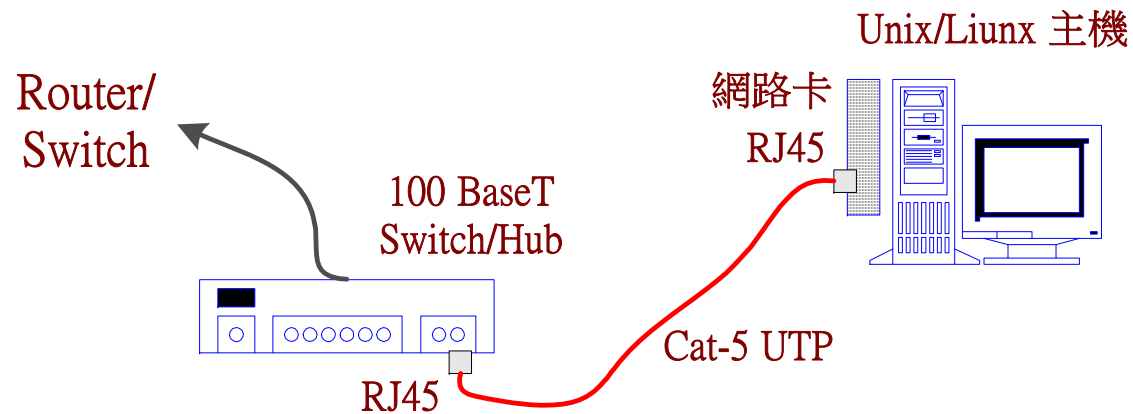 Unix/Liunx 主機
網路卡
RJ45
Router/
Switch
100 BaseT
Switch/Hub
Cat-5 UTP
RJ45